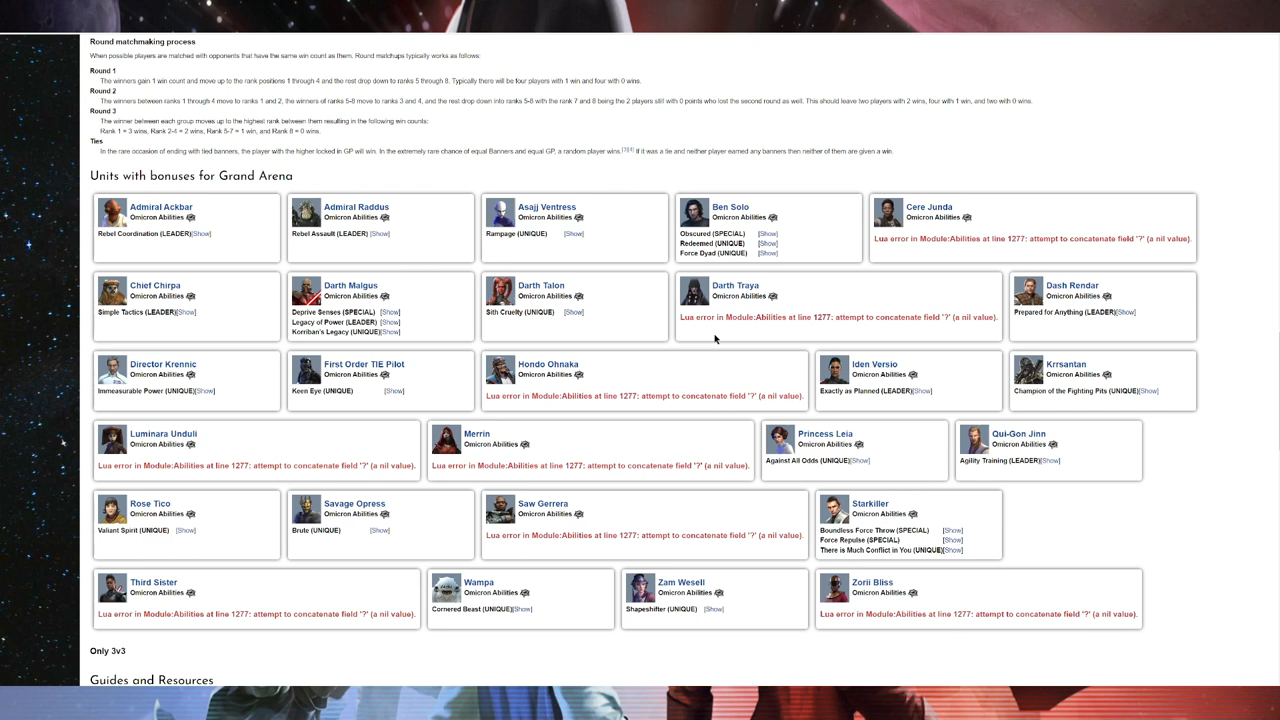 Round matchmaking process
When possible players are matched with opponents that have the same win count as them. Round matchups typically works as follows:
Round 1
The winners gain 1 win count and move up to the rank positions 1 through 4 and the rest drop down to ranks 5 through 8. Typically there will be four players with 1 win and four with 0 wins.
Round 2
The winners between ranks 1 through 4 move to ranks 1 and 2, the winners of ranks 5-8 move to ranks 3 and 4, and the rest drop down into ranks 5-8 with the rank 7 and 8 being the 2 players still with 0 points who lost the second round as well. This should leave two players with 2 wins, four with 1 win, and two with 0 wins.
Round 3
The winner between each group moves up to the highest rank between them resulting in the following win counts:
Rank 1 = 3 wins, Rank 2-4 = 2 wins, Rank 5-7 = 1 win, and Rank 8 = 0 wins.
Ties
In the rare occasion of ending with tied banners, the player with the higher locked in GP will win. In the extremely rare chance of equal Banners and equal GP, a random player wins.[3][4] If it was a tie and neither player earned any banners then neither of them are given a win.
Units with bonuses for Grand Arena
Admiral Ackbar
Omicron Abilities
Rebel Coordination (LEADER)[Show]
Admiral Raddus
Omicron Abilities
Rebel Assault (LEADER) [Show]
Asajj Ventress
Omicron Abilities
Rampage (UNIQUE) [Show]
Ben Solo
Omicron Abilities
Obscured (SPECIAL) [Show]
Redeemed (UNIQUE) [Show]
Force Dyad (UNIQUE) [Show]
Cere Junda
Omicron Abilities
Lua error in Module:Abilities at line 1277: attempt to concatenate field '?' (a nil value).
Chief Chirpa
Omicron Abilities
Simple Tactics (LEADER)[Show]
Darth Malgus
Omicron Abilities
Deprive Senses (SPECIAL) [Show]
Legacy of Power (LEADER) [Show]
Korriban's Legacy (UNIQUE)[Show]
Darth Talon
Omicron Abilities
Sith Cruelty (UNIQUE) [Show]
Darth Traya
Omicron Abilities
Lua error in Module:Abilities at line 1277: attempt to concatenate field '?' (a nil value).
Dash Rendar
Omicron Abilities
Prepared for Anything (LEADER)[Show]
Director Krennic
Omicron Abilities
Immeasurable Power (UNIQUE)[Show]
First Order TIE Pilot
Omicron Abilities
Keen Eye (UNIQUE) [Show]
Hondo Ohnaka
Omicron Abilities
Lua error in Module:Abilities at line 1277: attempt to concatenate field '?' (a nil value).
Iden Versio
Omicron Abilities
Exactly as Planned (LEADER)[Show]
Krrsantan
Omicron Abilities
Champion of the Fighting Pits (UNIQUE)[Show]
Luminara Unduli
Omicron Abilities
Lua error in Module:Abilities at line 1277: attempt to concatenate field '?' (a nil value).
Merrin
Omicron Abilities
Lua error in Module:Abilities at line 1277: attempt to concatenate field '?' (a nil value).
Princess Leia
Omicron Abilities
Against All Odds (UNIQUE)[Show]
Qui-Gon Jinn
Omicron Abilities
Agility Training (LEADER)[Show]
Rose Tico
Omicron Abilities
Valiant Spirit (UNIQUE) [Show]
Savage Opress
Omicron Abilities
Brute (UNIQUE) [Show]
Saw Gerrera
Omicron Abilities
Lua error in Module:Abilities at line 1277: attempt to concatenate field '?' (a nil value).
Starkiller
Omicron Abilities
Boundless Force Throw (SPECIAL) [Show]
Force Repulse (SPECIAL) [Show]
There is Much Conflict in You (UNIQUE)[Show]
Third Sister
Omicron Abilities
Lua error in Module:Abilities at line 1277: attempt to concatenate field '?' (a nil value).
Wampa
Omicron Abilities
Cornered Beast (UNIQUE)[Show]
Zam Wesell
Omicron Abilities
Shapeshifter (UNIQUE) [Show]
Zorii Bliss
Omicron Abilities
Lua error in Module:Abilities at line 1277: attempt to concatenate field '?' (a nil value).
Only 3v3
Guides and Resources